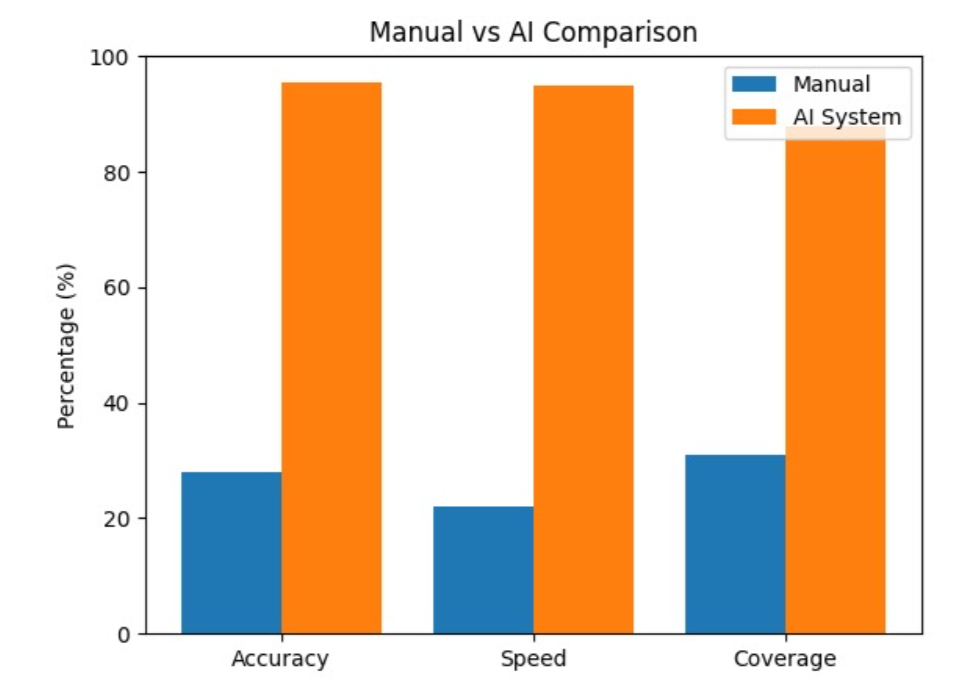 Manual vs AI Comparison
Manual
AI System
Percentage (%)
100
80
60
40
20
0
Accuracy Speed Coverage